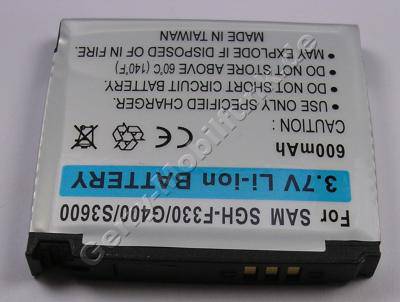 FOR SAM SGH-F330/G400/S3600
3.7V Li-ion BATTERY
600mAh
CAUTION:
• USE SPECIFIED CHARGER.
• DO NOT SHORT CIRCUIT BATTERY.
• DO NOT STORE ABOVE 60°C (140°F)
• MAY EXPLODE IF DISPOSED OF IN FIRE.
MADE IN TAIWAN